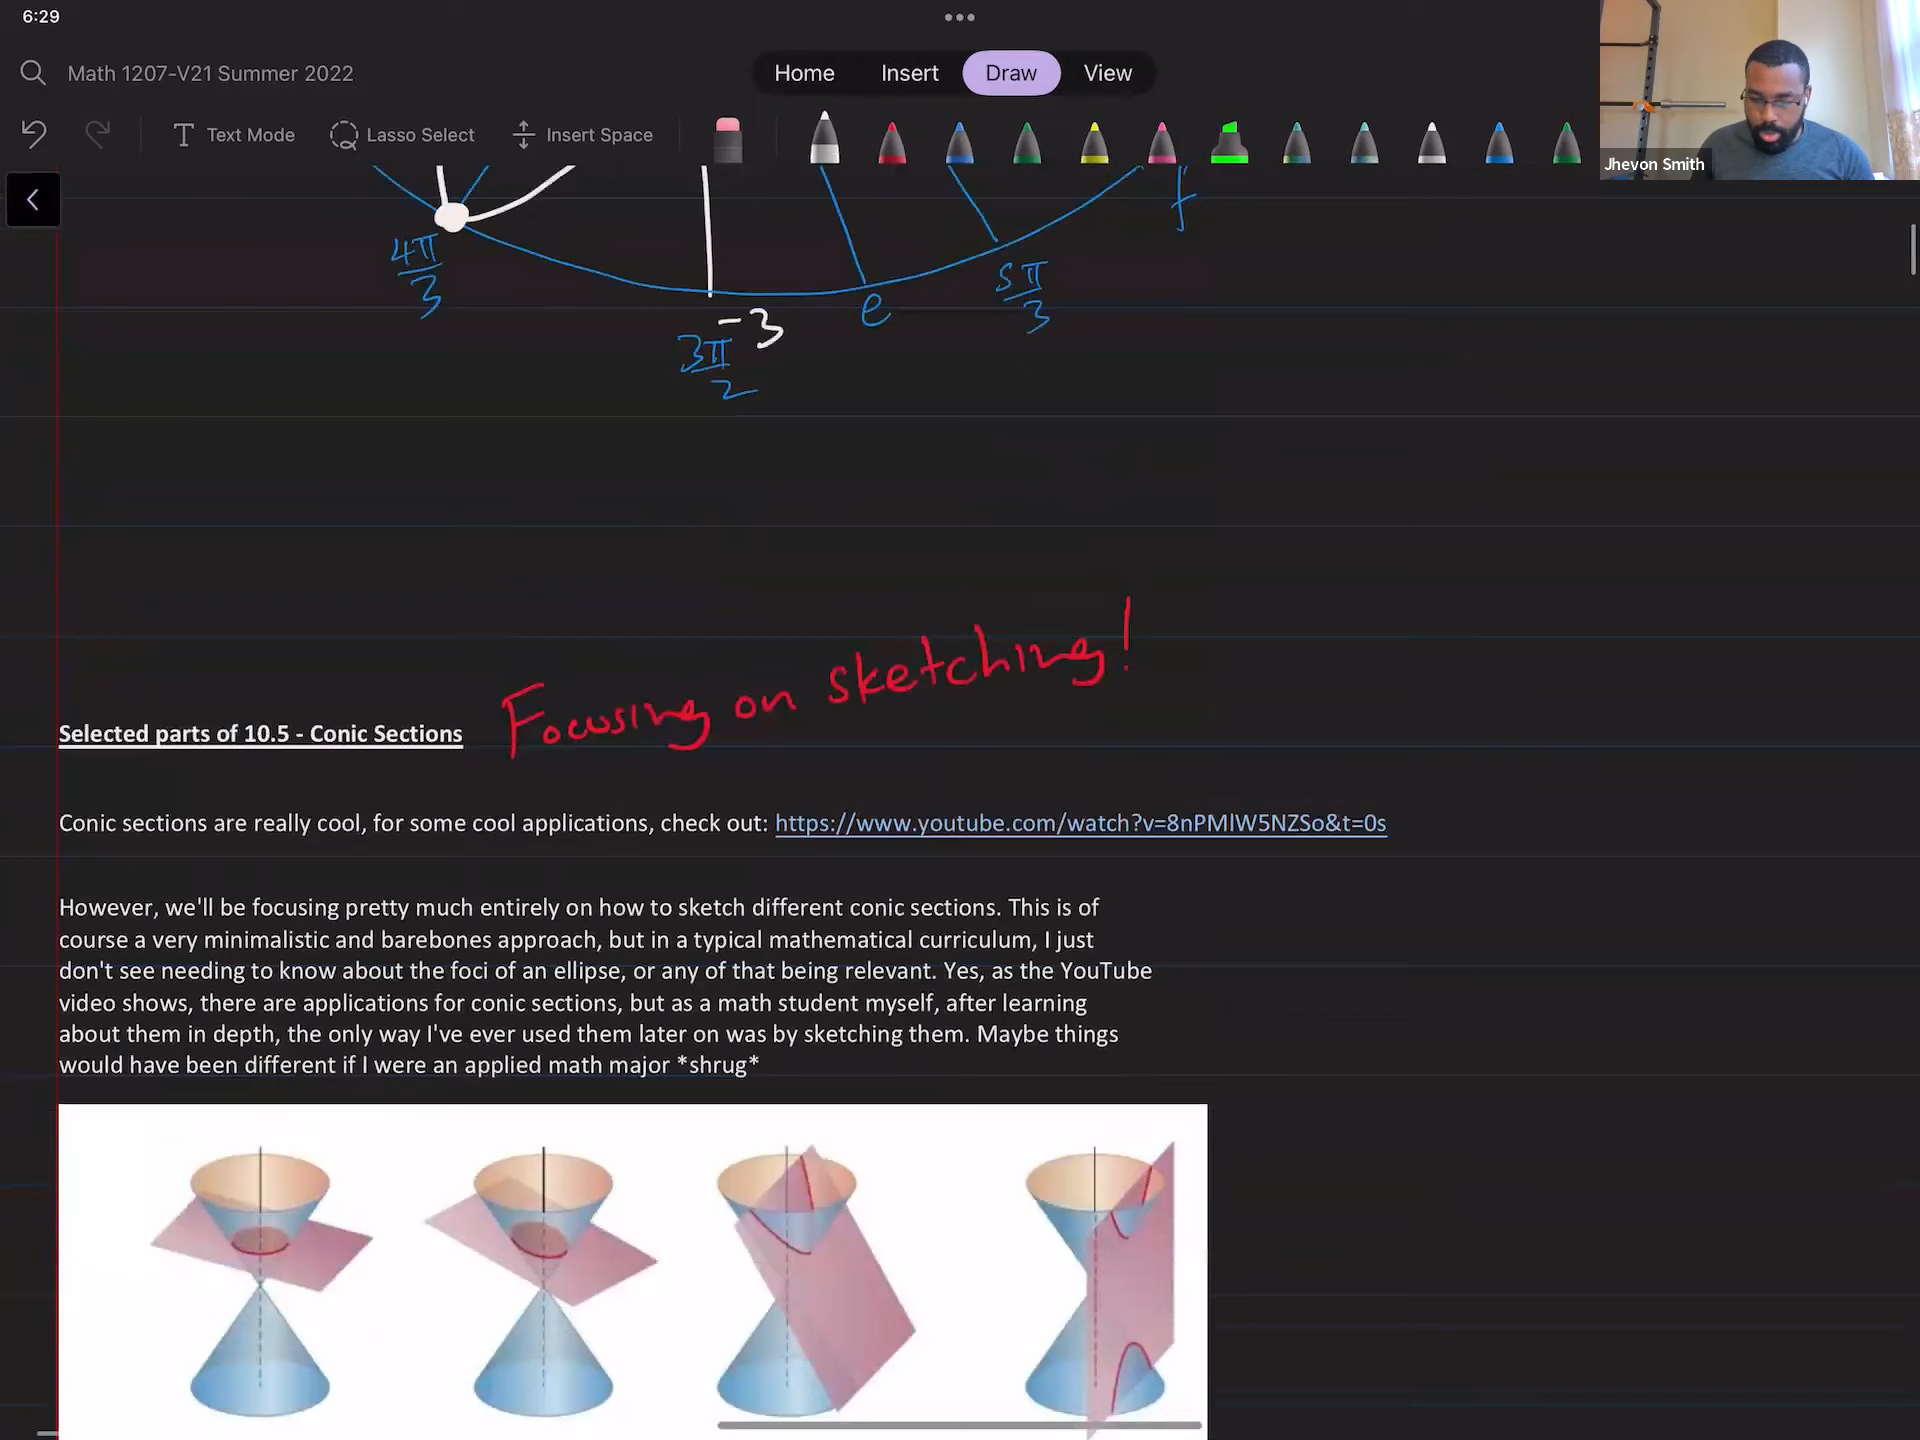 6:29
Math 1207-V21 Summer 2022
Home Insert Draw View
Text Mode Lasso Select Insert Space
Jhevon Smith
4π/3
-3
3π/2
e
5π/3
f
Focusing on sketching!
Selected parts of 10.5 - Conic Sections
Conic sections are really cool, for some cool applications, check out: https://www.youtube.com/watch?v=8nPMlW5NZSo&t=0s
However, we'll be focusing pretty much entirely on how to sketch different conic sections. This is of
course a very minimalistic and barebones approach, but in a typical mathematical curriculum, I just
don't see needing to know about the foci of an ellipse, or any of that being relevant. Yes, as the YouTube
video shows, there are applications for conic sections, but as a math student myself, after learning
about them in depth, the only way I've ever used them later on was by sketching them. Maybe things
would have been different if I were an applied math major *shrug*